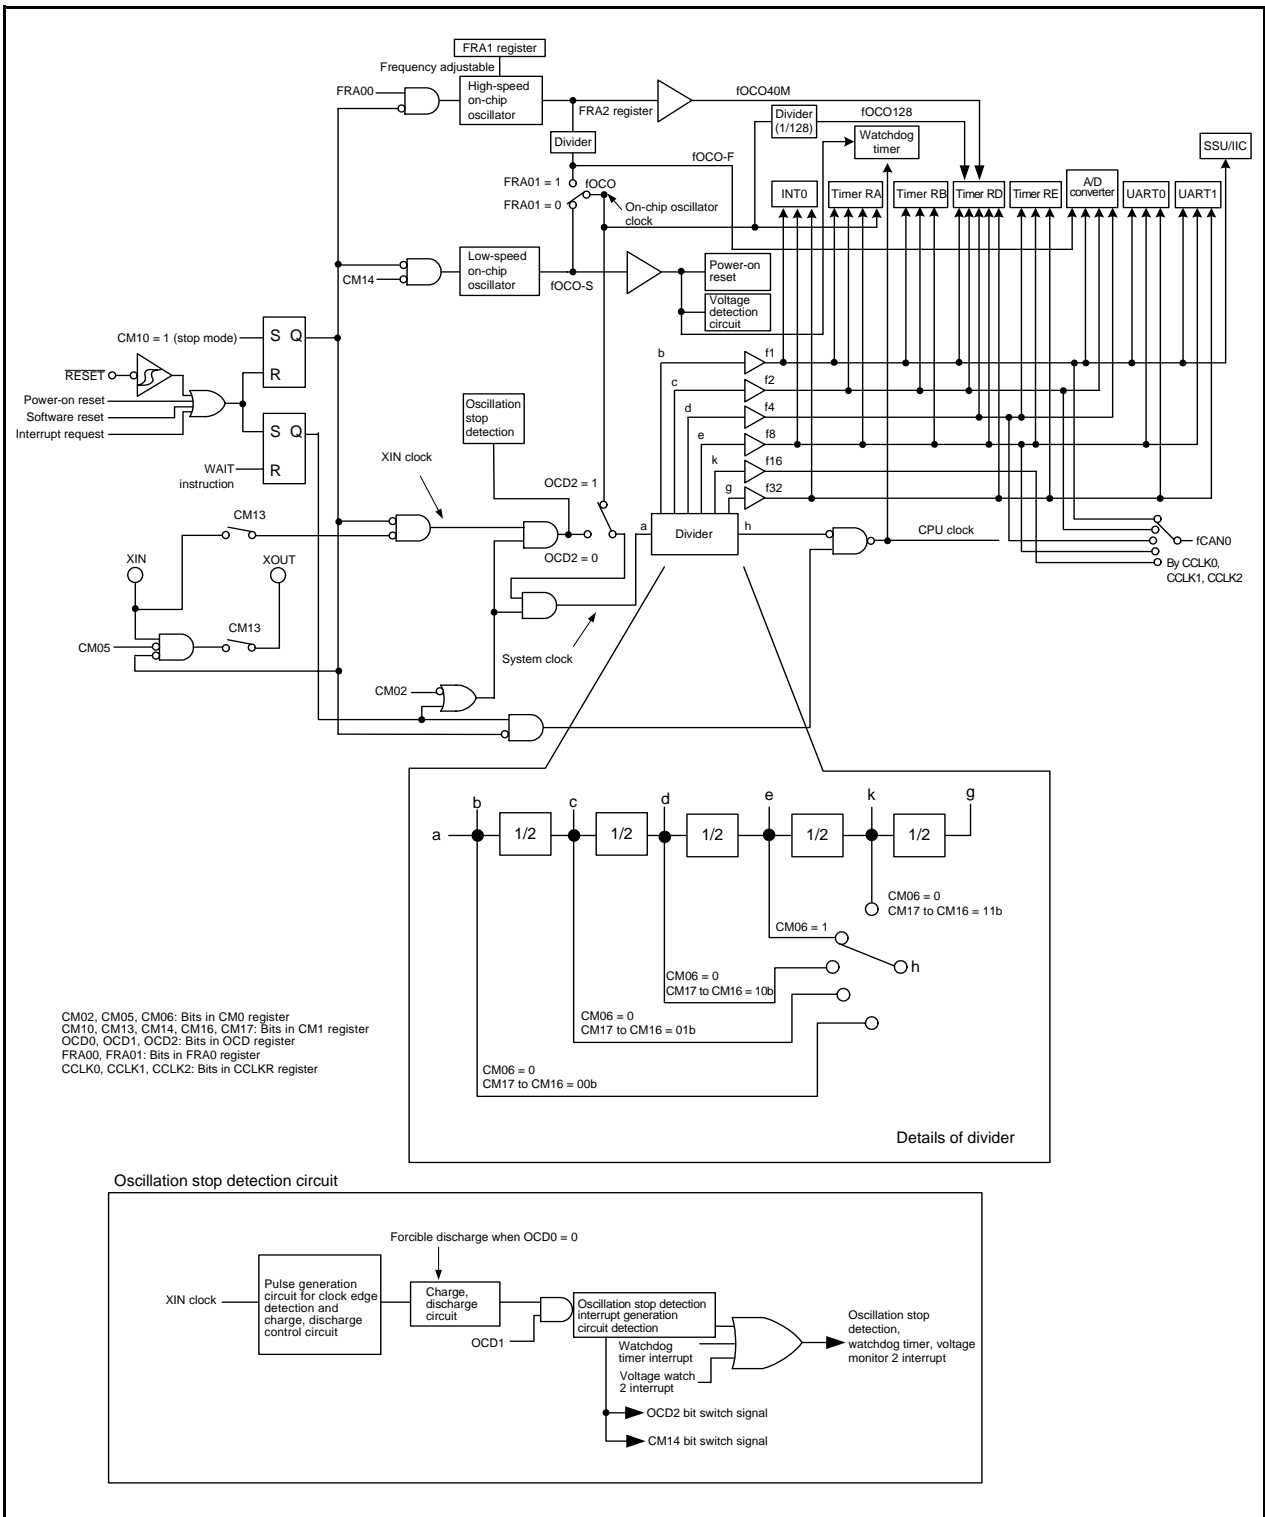 FRA1 register
Frequency adjustable
FRA00
High-speed
on-chip
oscillator
FRA2 register
fOCO40M
Divider
(1/128)
fOCO128
Watchdog
timer
SSU/IIC
Divider
fOCO-F
FRA01 = 1
fOCO
FRA01 = 0
On-chip oscillator
clock
INT0
Timer RA
Timer RB
Timer RD
Timer RE
A/D
converter
UART0
UART1
CM14
Low-speed
on-chip
oscillator
fOCO-S
Power-on
reset
Voltage
detection
circuit
CM10 = 1 (stop mode)
S Q
R
RESET
Power-on reset
Software reset
Interrupt request
S Q
R
WAIT
instruction
b
f1
c
f2
d
f4
e
f8
k
f16
g
f32
Oscillation
stop
detection
XIN clock
OCD2 = 1
OCD2 = 0
a
Divider
h
CPU clock
fCAN0
By CCLK0,
CCLK1, CCLK2
CM13
XIN
XOUT
CM13
CM05
System clock
CM02
b
c
d
e
k
g
a
1/2
1/2
1/2
1/2
1/2
CM06 = 0
CM17 to CM16 = 11b
CM06 = 1
h
CM06 = 0
CM17 to CM16 = 10b
CM06 = 0
CM17 to CM16 = 01b
CM06 = 0
CM17 to CM16 = 00b
Details of divider
CM02, CM05, CM06: Bits in CM0 register
CM10, CM13, CM14, CM16, CM17: Bits in CM1 register
OCD0, OCD1, OCD2: Bits in OCD register
FRA00, FRA01: Bits in FRA0 register
CCLK0, CCLK1, CCLK2: Bits in CCLKR register
Oscillation stop detection circuit
Forcible discharge when OCD0 = 0
XIN clock
Pulse generation
circuit for clock edge
detection and
charge, discharge
control circuit
Charge,
discharge
circuit
OCD1
Oscillation stop detection
interrupt generation
circuit detection
Watchdog
timer interrupt
Voltage watch
2 interrupt
Oscillation stop
detection,
watchdog timer, voltage
monitor 2 interrupt
OCD2 bit switch signal
CM14 bit switch signal